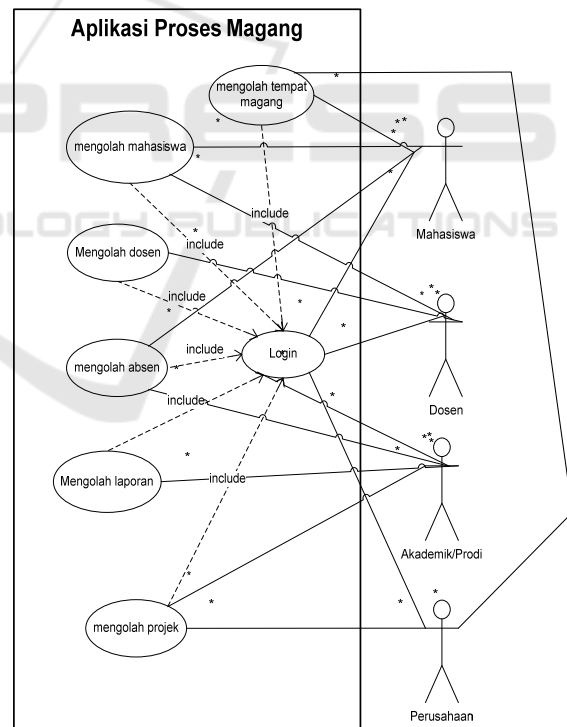 Aplikasi Proses Magang
mengolah tempat
magang
*
*
**
*
mengolah mahasiswa
*
*
include
Mahasiswa
*
include
Mengolah dosen
include
*
*
*
**
*
Login
*
include
mengolah absen
*
Dosen
include
*
**
*
*
*
Mengolah laporan
include
Akademik/Prodi
*
*
*
*
mengolah projek
Perusahaan